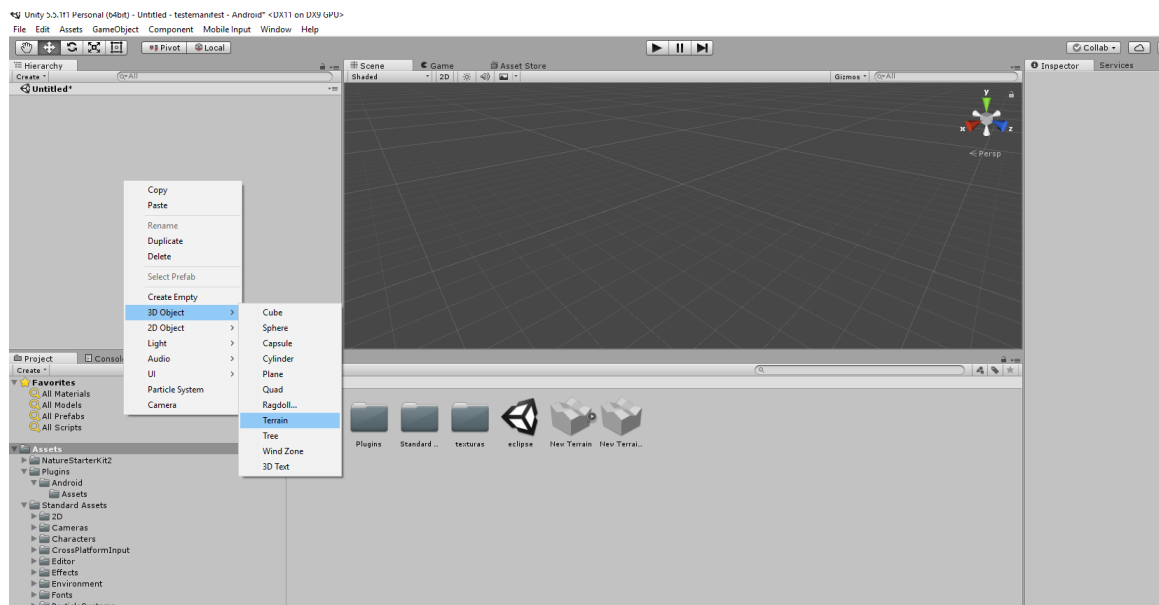 Unity 5.5.1f1 Personal (64bit) - Untitled - testemanifest - Android* <DX11 on DX9 GPU>
File Edit Assets GameObject Component Mobile Input Window Help
Pivot Local Collab
Hierarchy Scene Game Asset Store Inspector Services
Create All Shaded 2D Gizmos All
Untitled*
y
x z
Persp
Copy
Paste
Rename
Duplicate
Delete
Select Prefab
Create Empty
3D Object
2D Object
Light
Audio
UI
Particle System
Camera
Cube
Sphere
Capsule
Cylinder
Plane
Quad
Ragdoll...
Terrain
Tree
Wind Zone
3D Text
Project Consol
Create
Favorites
All Materials
All Models
All Prefabs
All Scripts
Assets
NatureStarterKit2
Plugins
Android
Assets
Standard Assets
2D
Cameras
Characters
CrossPlatformInput
Editor
Effects
Environment
Fonts
Plugins Standard ... texturas eclipse New Terrain New Terrai...